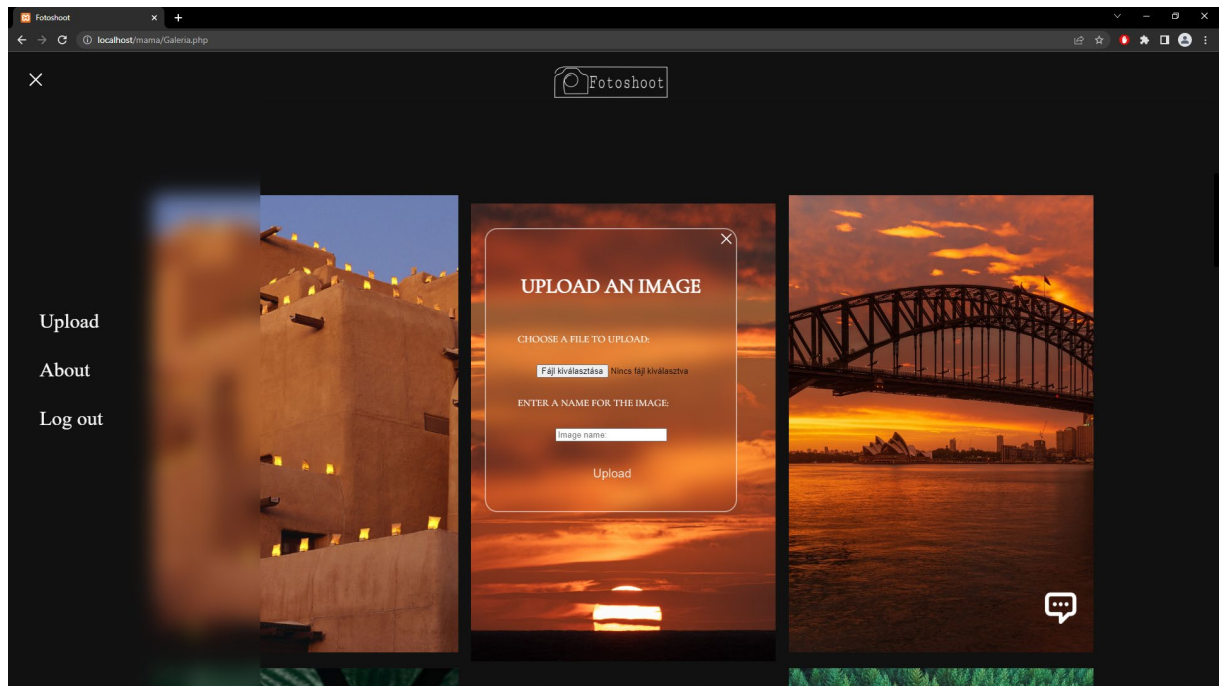 Fotoshoot
localhost/mama/Galeria.php
Fotoshoot
Upload
About
Log out
UPLOAD AN IMAGE
CHOOSE A FILE TO UPLOAD:
Fájl kiválasztása Nincs fájl kiválasztva
ENTER A NAME FOR THE IMAGE:
Image name:
Upload